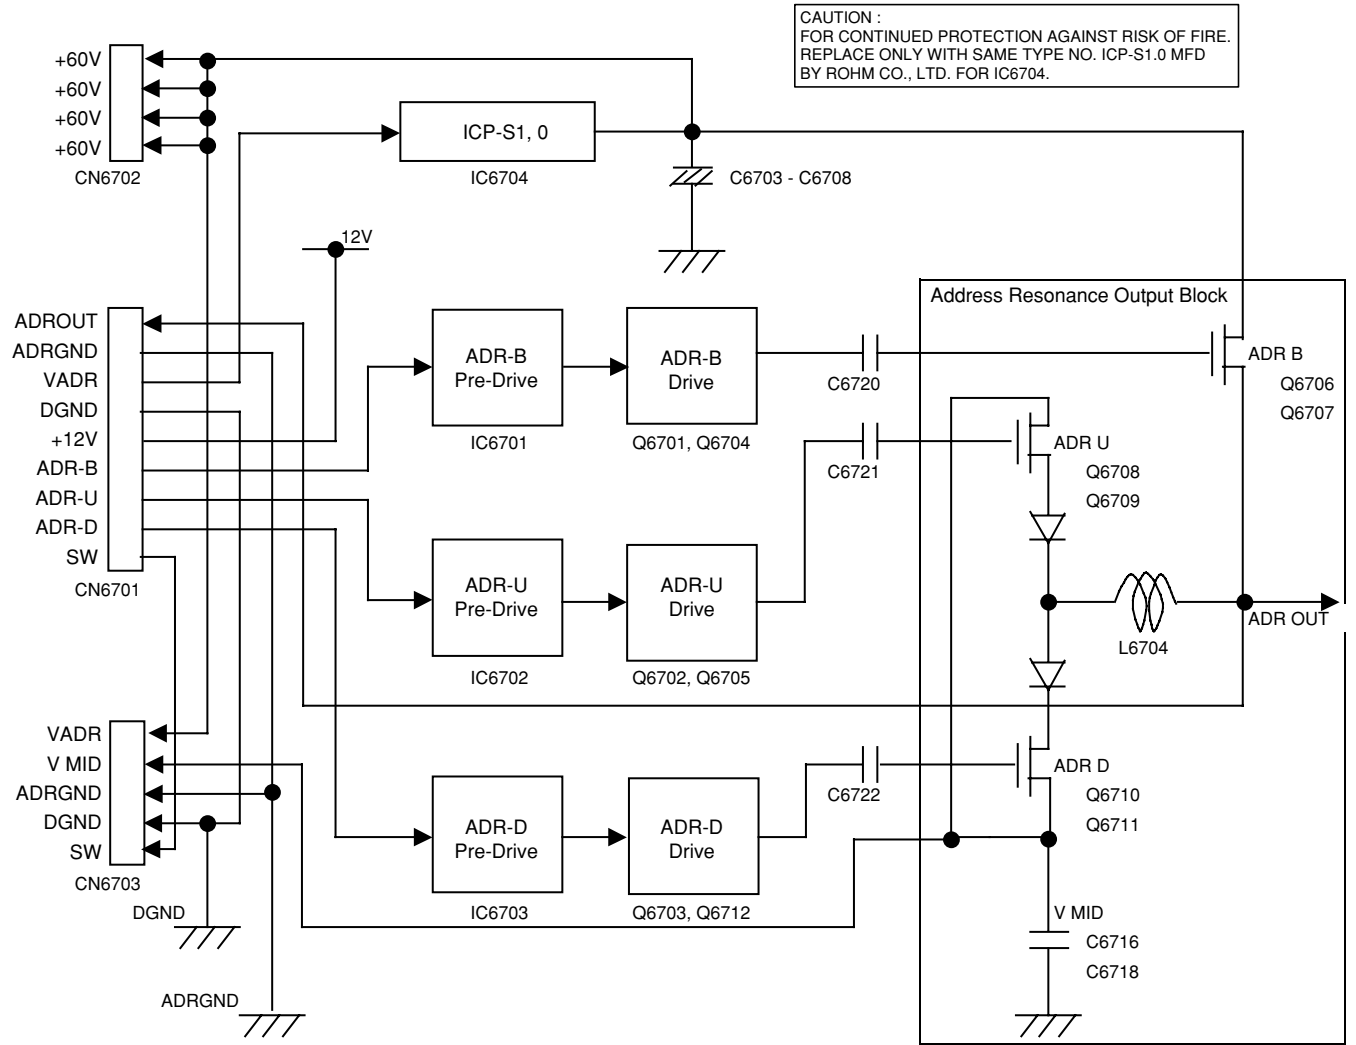 CAUTION :
FOR CONTINUED PROTECTION AGAINST RISK OF FIRE.
REPLACE ONLY WITH SAME TYPE NO. ICP-S1.0 MFD
BY ROHM CO., LTD. FOR IC6704.
+60V
+60V
+60V
+60V
CN6702
ICP-S1, 0
IC6704
C6703 - C6708
12V
Address Resonance Output Block
ADROUT
ADRGND
VADR
DGND
+12V
ADR-B
ADR-U
ADR-D
SW
CN6701
ADR-B
Pre-Drive
IC6701
ADR-B
Drive
Q6701, Q6704
C6720
ADR B
Q6706
Q6707
C6721
ADR U
Q6708
Q6709
ADR-U
Pre-Drive
IC6702
ADR-U
Drive
Q6702, Q6705
L6704
ADR OUT
VADR
V MID
ADRGND
DGND
SW
CN6703
ADR-D
Pre-Drive
IC6703
ADR-D
Drive
Q6703, Q6712
C6722
ADR D
Q6710
Q6711
DGND
V MID
C6716
C6718
ADRGND